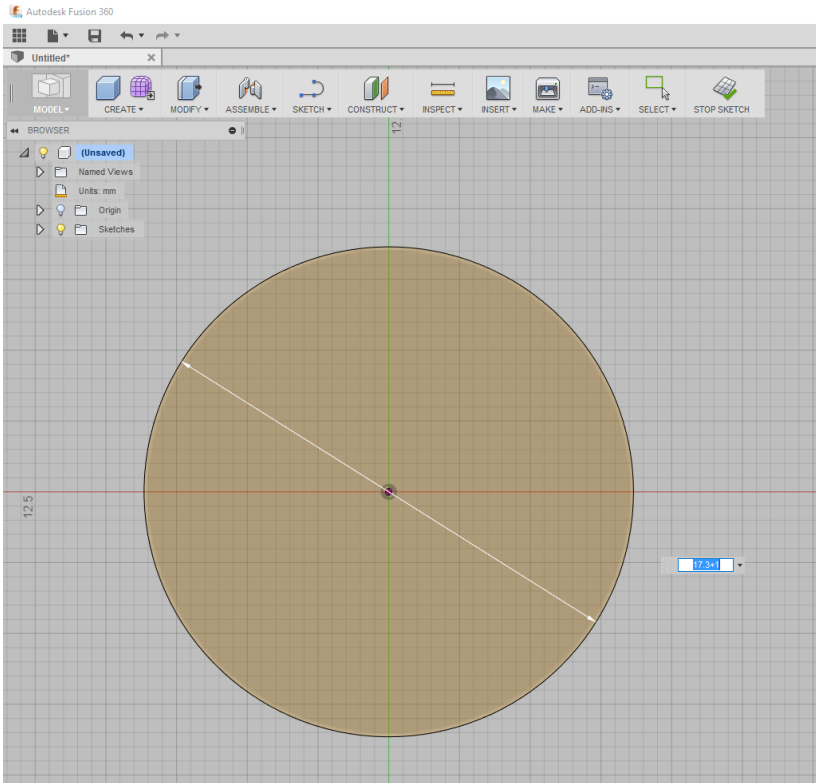 Autodesk Fusion 360
Untitled*
MODEL CREATE MODIFY ASSEMBLE SKETCH CONSTRUCT INSPECT INSERT MAKE ADD-INS SELECT STOP SKETCH
BROWSER
(Unsaved)
Named Views
Units: mm
Origin
Sketches
12
12.5
17.3+1